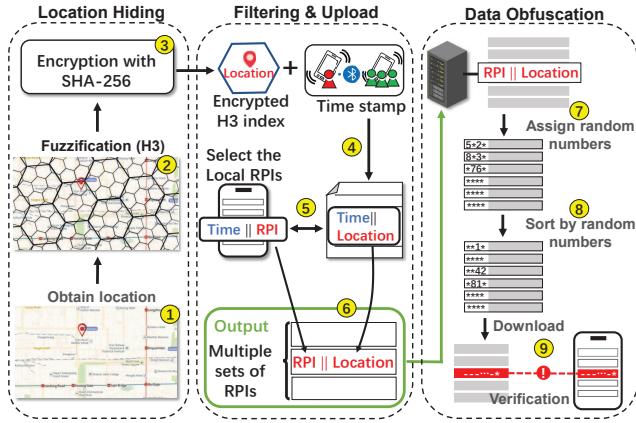 Location Hiding
3
Encryption with
SHA-256
Fuzzification (H3)
2
Obtain location
1
Filtering & Upload
Location
+
Encrypted
H3 index
Time stamp
4
Select the
Local RPIs
5
Time || RPI
Time||
Location
6
Output
Multiple
sets of
RPIs
RPI || Location
Data Obfuscation
RPI || Location
7
Assign random
numbers
5*2*
8*3*
*76*
****
****
****
8
Sort by random
numbers
**1*
****
**42
*81*
****
****
Download
9
!
Verification